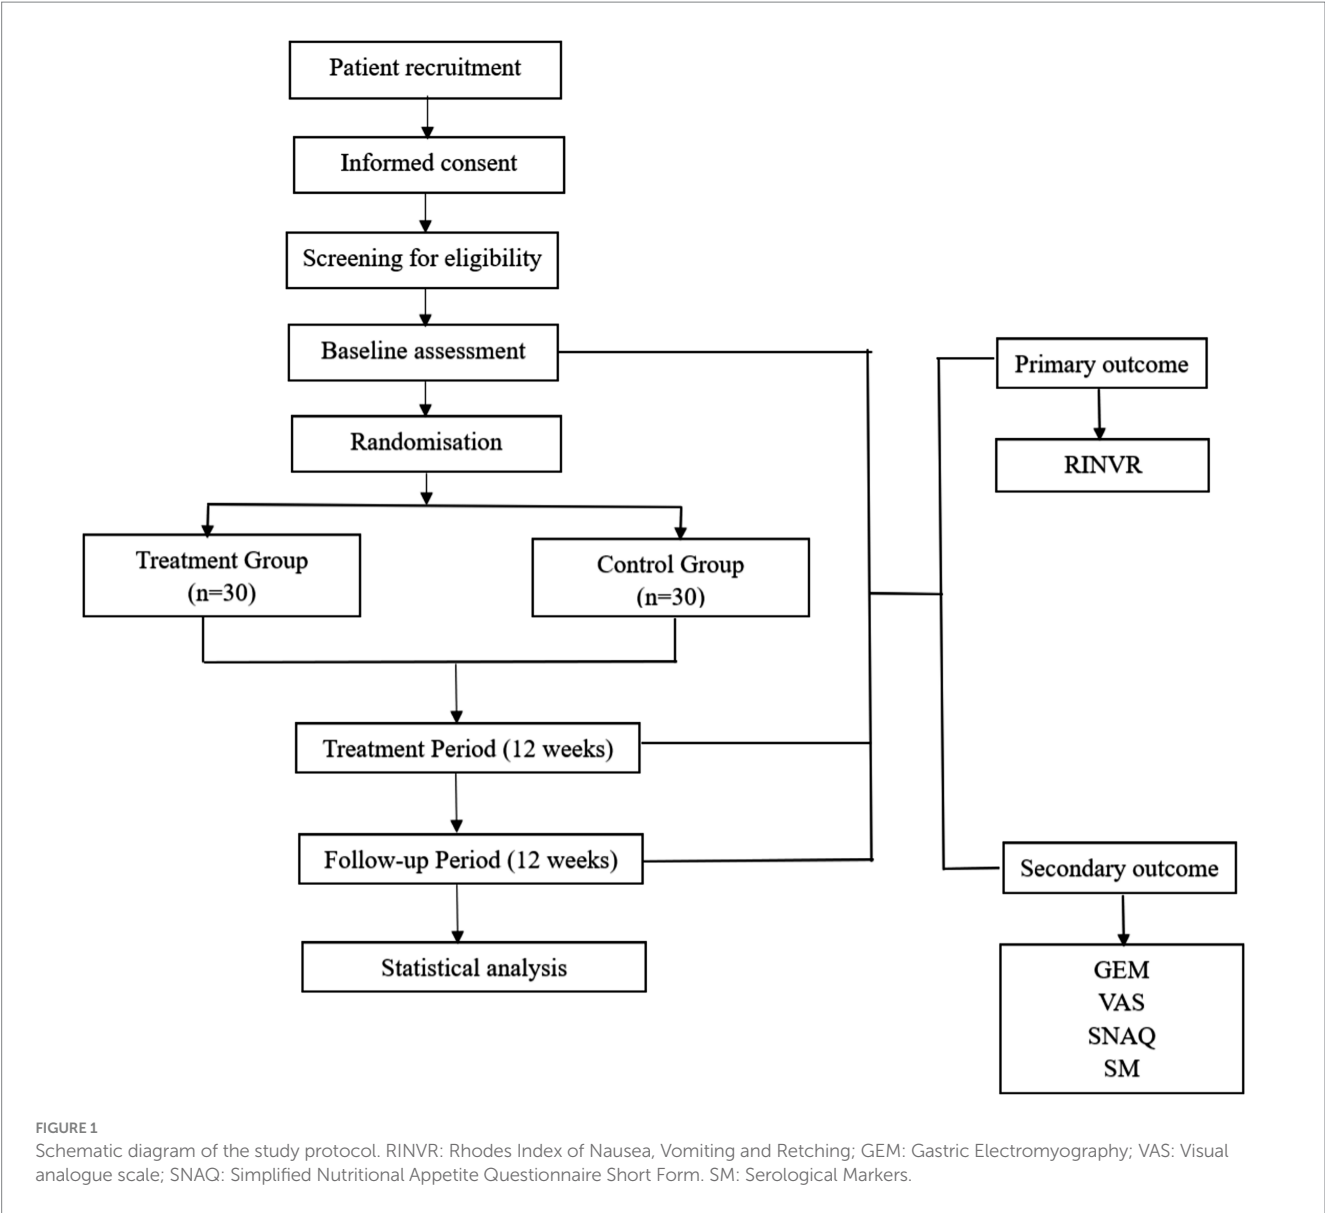 Patient recruitment
Informed consent
Screening for eligibility
Baseline assessment
Randomisation
Treatment Group
(n=30)
Control Group
(n=30)
Treatment Period (12 weeks)
Follow-up Period (12 weeks)
Statistical analysis
Primary outcome
RINVR
Secondary outcome
GEM
VAS
SNAQ
SM
FIGURE 1
Schematic diagram of the study protocol. RINVR: Rhodes Index of Nausea, Vomiting and Retching; GEM: Gastric Electromyography; VAS: Visual
analogue scale; SNAQ: Simplified Nutritional Appetite Questionnaire Short Form. SM: Serological Markers.